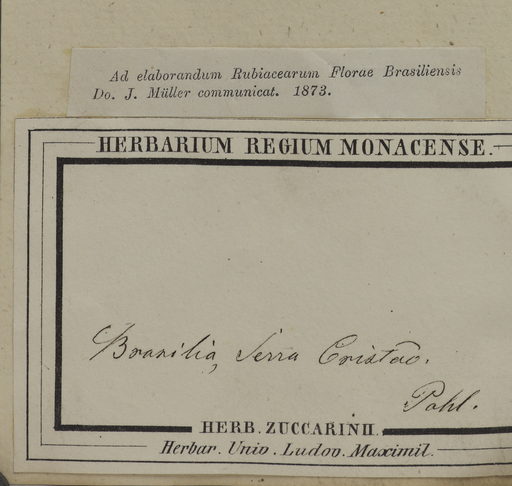 Ad elaborandum Rubiacearum Florae Brasiliensis
Do. J. Müller communicat. 1873.
HERBARIUM REGIUM MONACENSE.
Brasilia, Serra Cristão.
Pohl.
HERB. ZUCCARINII.
Herbar. Univ. Ludov. Maximil.